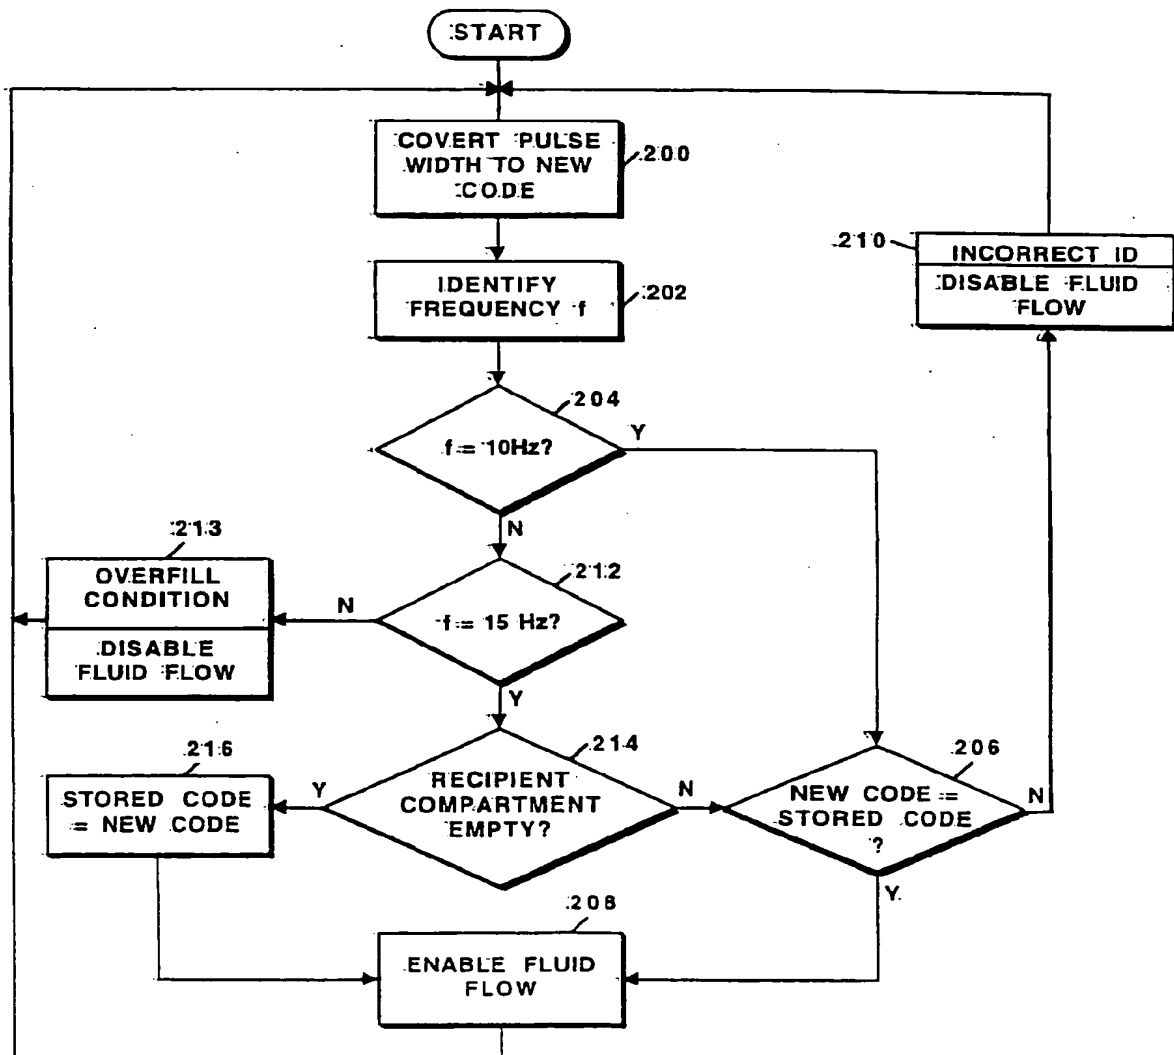 START
COVERT PULSE
WIDTH TO NEW
CODE
200
IDENTIFY
FREQUENCY f
202
210
INCORRECT ID
DISABLE FLUID
FLOW
204
f = 10Hz?
Y
N
213
OVERFILL
CONDITION
DISABLE
FLUID FLOW
N
212
f = 15 Hz?
Y
216
STORED CODE
= NEW CODE
Y
214
RECIPIENT
COMPARTMENT
EMPTY?
N
206
NEW CODE =
STORED CODE
?
N
Y
208
ENABLE FLUID
FLOW